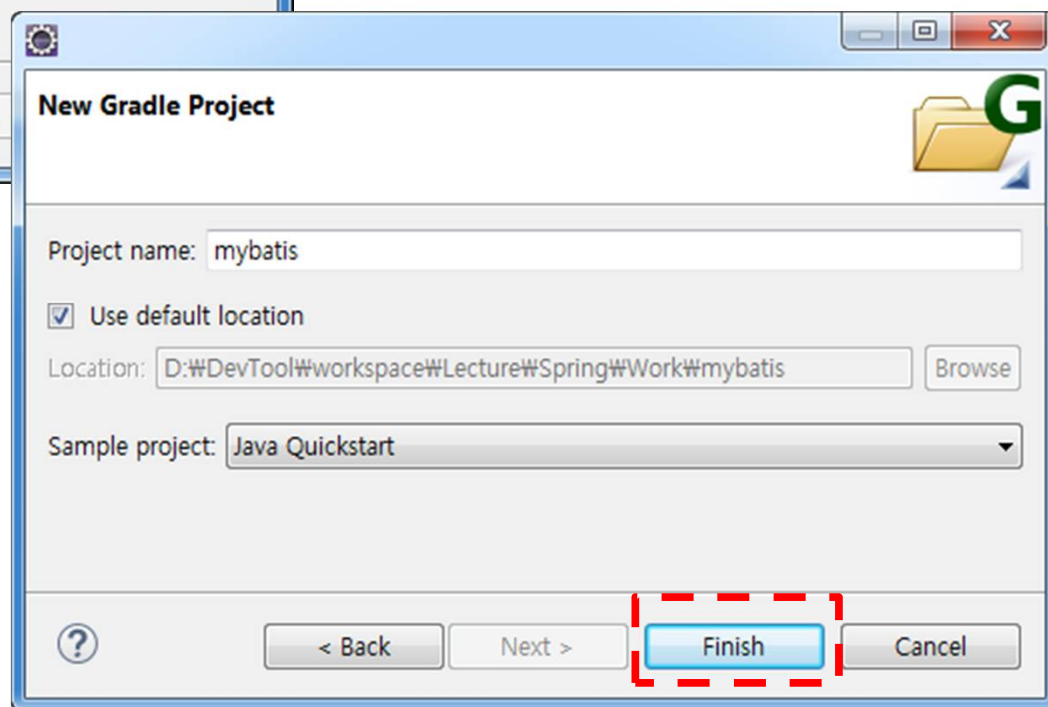 New Gradle Project
G
Project name: mybatis
Use default location
Location: D:₩DevTool₩workspace₩Lecture₩Spring₩Work₩mybatis Browse
Sample project: Java Quickstart
? < Back Next > Finish Cancel